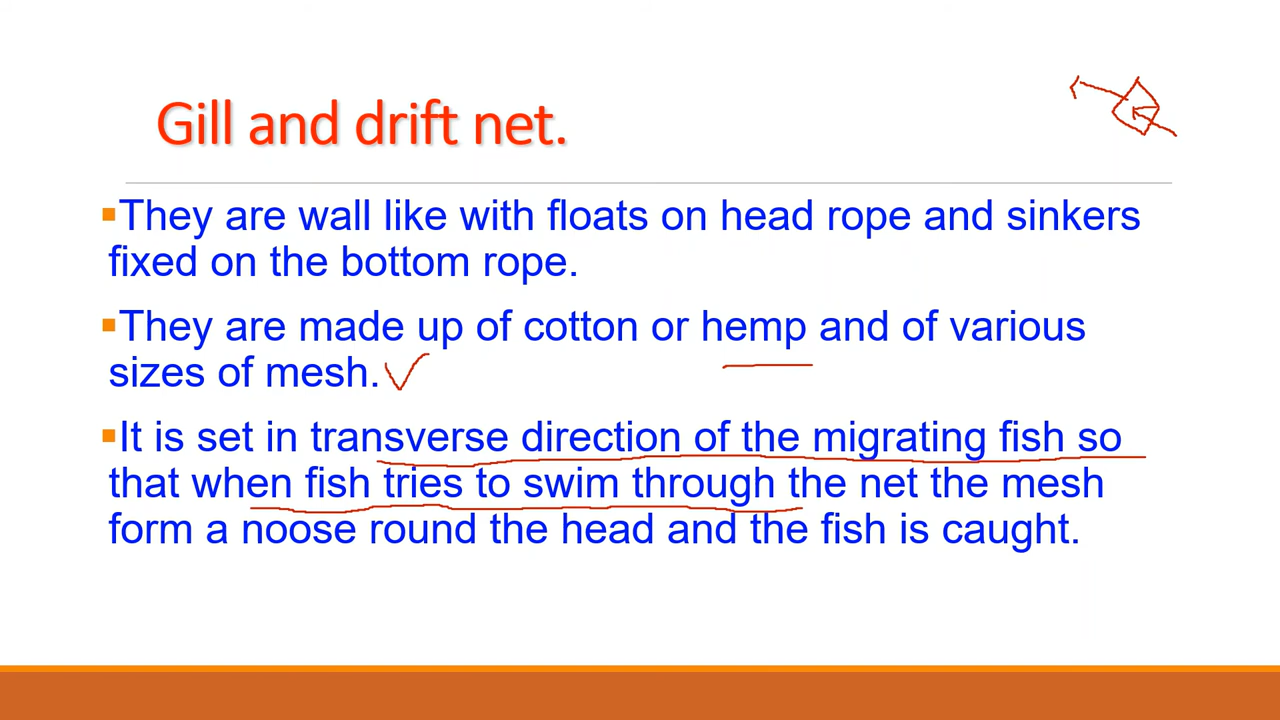 Gill and drift net.
▪They are wall like with floats on head rope and sinkers
fixed on the bottom rope.
▪They are made up of cotton or hemp and of various
sizes of mesh.
▪It is set in transverse direction of the migrating fish so
that when fish tries to swim through the net the mesh
form a noose round the head and the fish is caught.